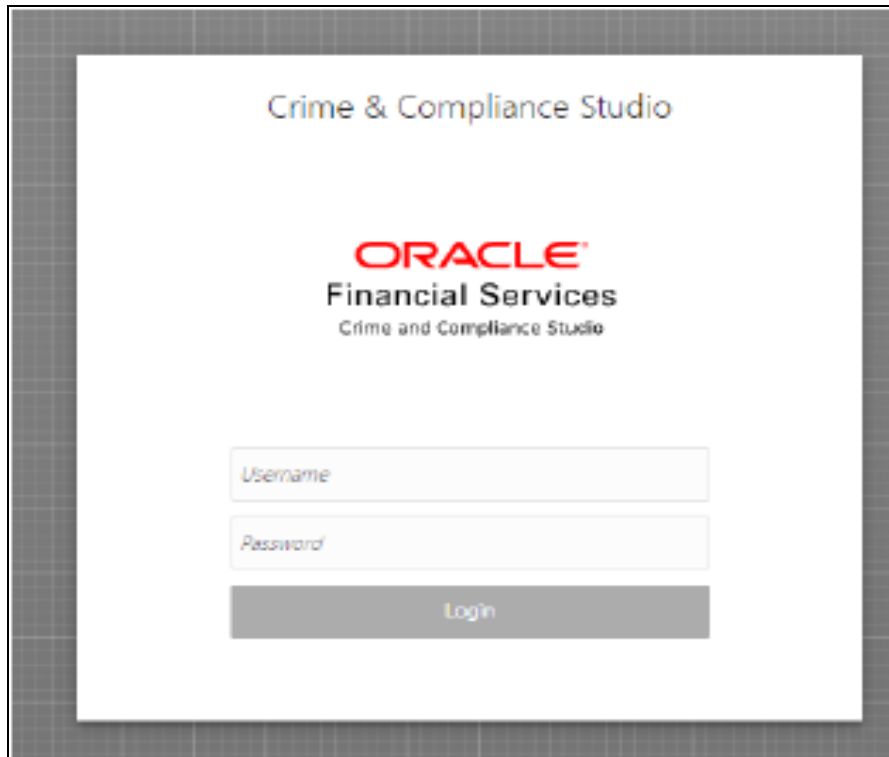 Crime & Compliance Studio
ORACLE®
Financial Services
Crime and Compliance Studio
Username
Password
Login